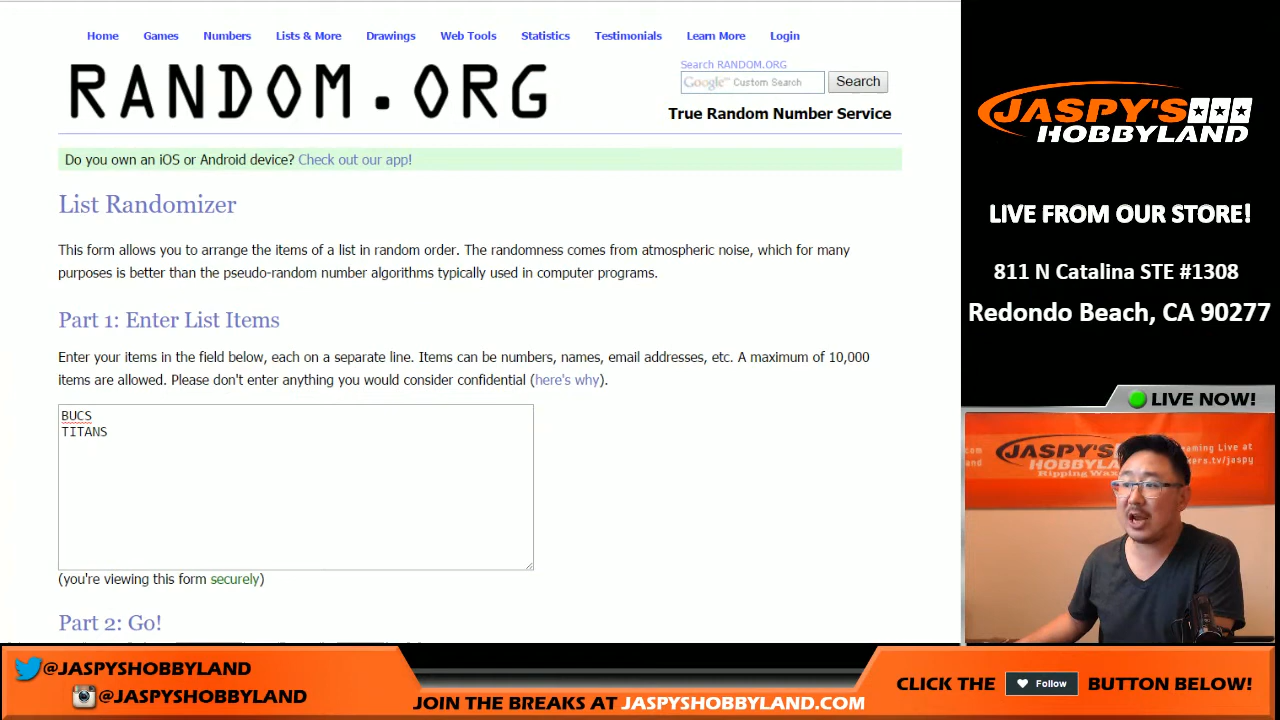 Home Games Numbers Lists & More Drawings Web Tools Statistics Testimonials Learn More Login
RANDOM.ORG
Search RANDOM.ORG
Google™ Custom Search
Search
True Random Number Service
Do you own an iOS or Android device? Check out our app!
List Randomizer
This form allows you to arrange the items of a list in random order. The randomness comes from atmospheric noise, which for many
purposes is better than the pseudo-random number algorithms typically used in computer programs.
Part 1: Enter List Items
Enter your items in the field below, each on a separate line. Items can be numbers, names, email addresses, etc. A maximum of 10,000
items are allowed. Please don't enter anything you would consider confidential (here's why).
BUCS
TITANS
(you're viewing this form securely)
Part 2: Go!
JASPY'S
HOBBYLAND
LIVE FROM OUR STORE!
811 N Catalina STE #1308
Redondo Beach, CA 90277
LIVE NOW!
JASPY'S
HOBBYLAND
@JASPYSHOBBYLAND
@JASPYSHOBBYLAND
JOIN THE BREAKS AT JASPYSHOBBYLAND.COM
CLICK THE Follow BUTTON BELOW!